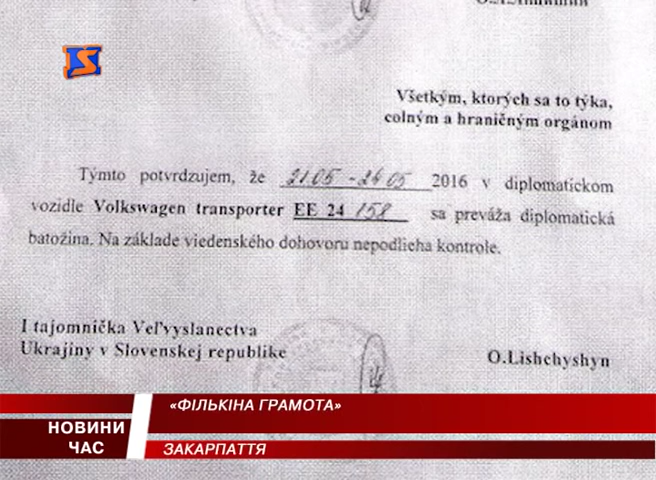 Všetkým, ktorých sa to týka,
colným a hraničným orgánom
Týmto potvrdzujem, že 21.05 - 26 05 2016 v diplomatickom
vozidle Volkswagen transporter EE 24 158 sa preváža diplomatická
batožina. Na základe viedenského dohovoru nepodlieha kontrole.
I tajomníčka Veľvyslanectva
Ukrajiny v Slovenskej republike
O.Lishchyshyn
«ФІЛЬКІНА ГРАМОТА»
НОВИНИ
ЧАС
ЗАКАРПАТТЯ